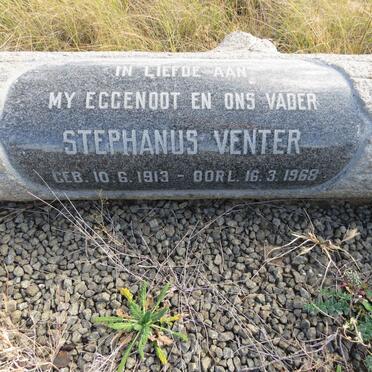 IN LIEFDE AAN
MY EGGENOOT EN ONS VADER
STEPHANUS VENTER
GEB. 10.6.1913 - OORL. 16.3.1968